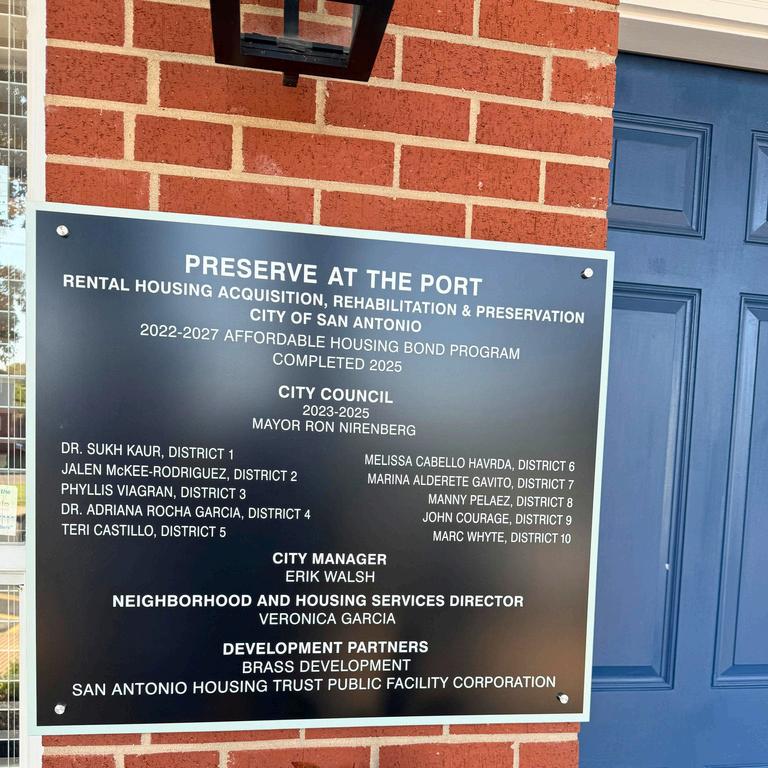 PRESERVE AT THE PORT
RENTAL HOUSING ACQUISITION, REHABILITATION & PRESERVATION
CITY OF SAN ANTONIO
2022-2027 AFFORDABLE HOUSING BOND PROGRAM
COMPLETED 2025
CITY COUNCIL
2023-2025
MAYOR RON NIRENBERG
DR. SUKH KAUR, DISTRICT 1
JALEN McKEE-RODRIGUEZ, DISTRICT 2
PHYLLIS VIAGRAN, DISTRICT 3
DR. ADRIANA ROCHA GARCIA, DISTRICT 4
TERI CASTILLO, DISTRICT 5
MELISSA CABELLO HAVRDA, DISTRICT 6
MARINA ALDERETE GAVITO, DISTRICT 7
MANNY PELAEZ, DISTRICT 8
JOHN COURAGE, DISTRICT 9
MARC WHYTE, DISTRICT 10
CITY MANAGER
ERIK WALSH
NEIGHBORHOOD AND HOUSING SERVICES DIRECTOR
VERONICA GARCIA
DEVELOPMENT PARTNERS
BRASS DEVELOPMENT
SAN ANTONIO HOUSING TRUST PUBLIC FACILITY CORPORATION